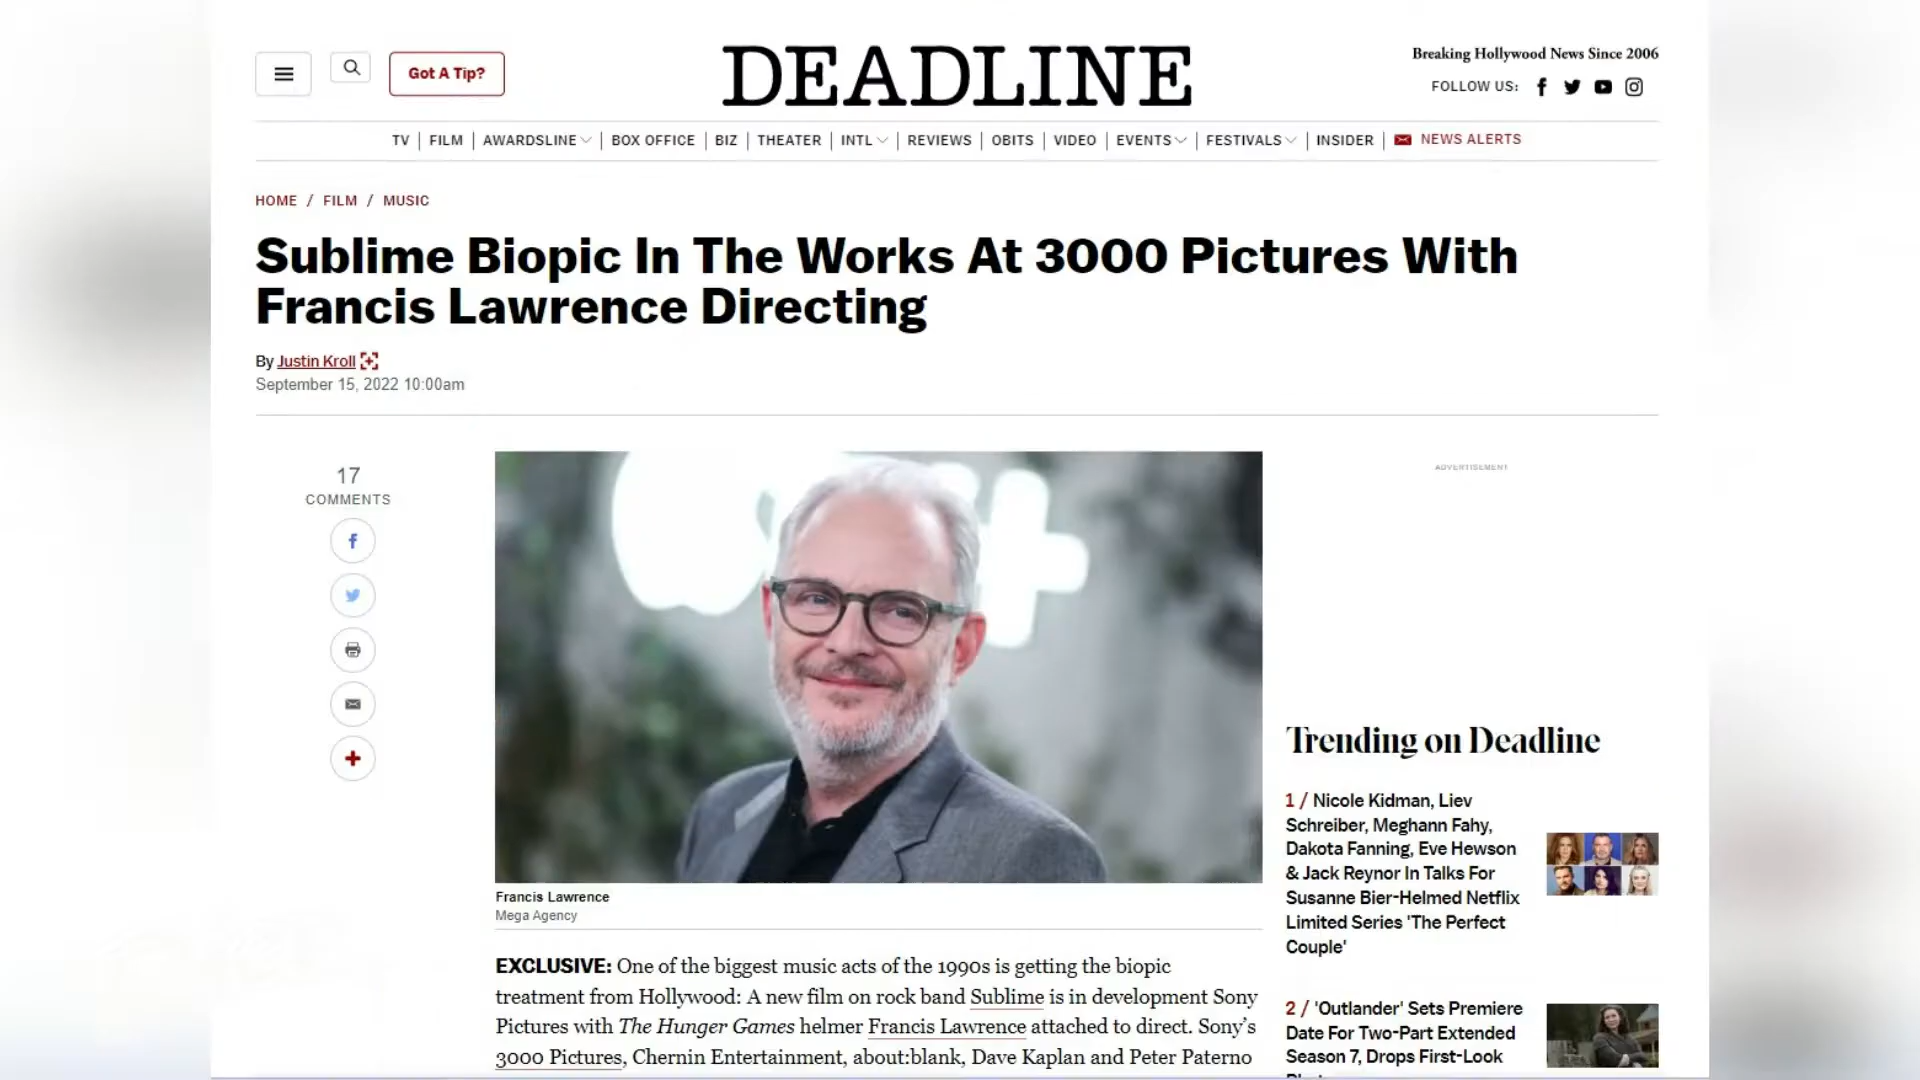 Got A Tip?
DEADLINE
Breaking Hollywood News Since 2006
FOLLOW US:
TV | FILM | AWARDSLINE | BOX OFFICE | BIZ | THEATER | INTL | REVIEWS | OBITS | VIDEO | EVENTS | FESTIVALS | INSIDER | NEWS ALERTS
HOME / FILM / MUSIC
Sublime Biopic In The Works At 3000 Pictures With
Francis Lawrence Directing
By Justin Kroll
September 15, 2022 10:00am
17
COMMENTS
Francis Lawrence
Mega Agency
EXCLUSIVE: One of the biggest music acts of the 1990s is getting the biopic
treatment from Hollywood: A new film on rock band Sublime is in development Sony
Pictures with The Hunger Games helmer Francis Lawrence attached to direct. Sony's
3000 Pictures, Chernin Entertainment, about:blank, Dave Kaplan and Peter Paterno
ADVERTISEMENT
Trending on Deadline
1 / Nicole Kidman, Liev
Schreiber, Meghann Fahy,
Dakota Fanning, Eve Hewson
& Jack Reynor In Talks For
Susanne Bier-Helmed Netflix
Limited Series 'The Perfect
Couple'
2 / 'Outlander' Sets Premiere
Date For Two-Part Extended
Season 7, Drops First-Look